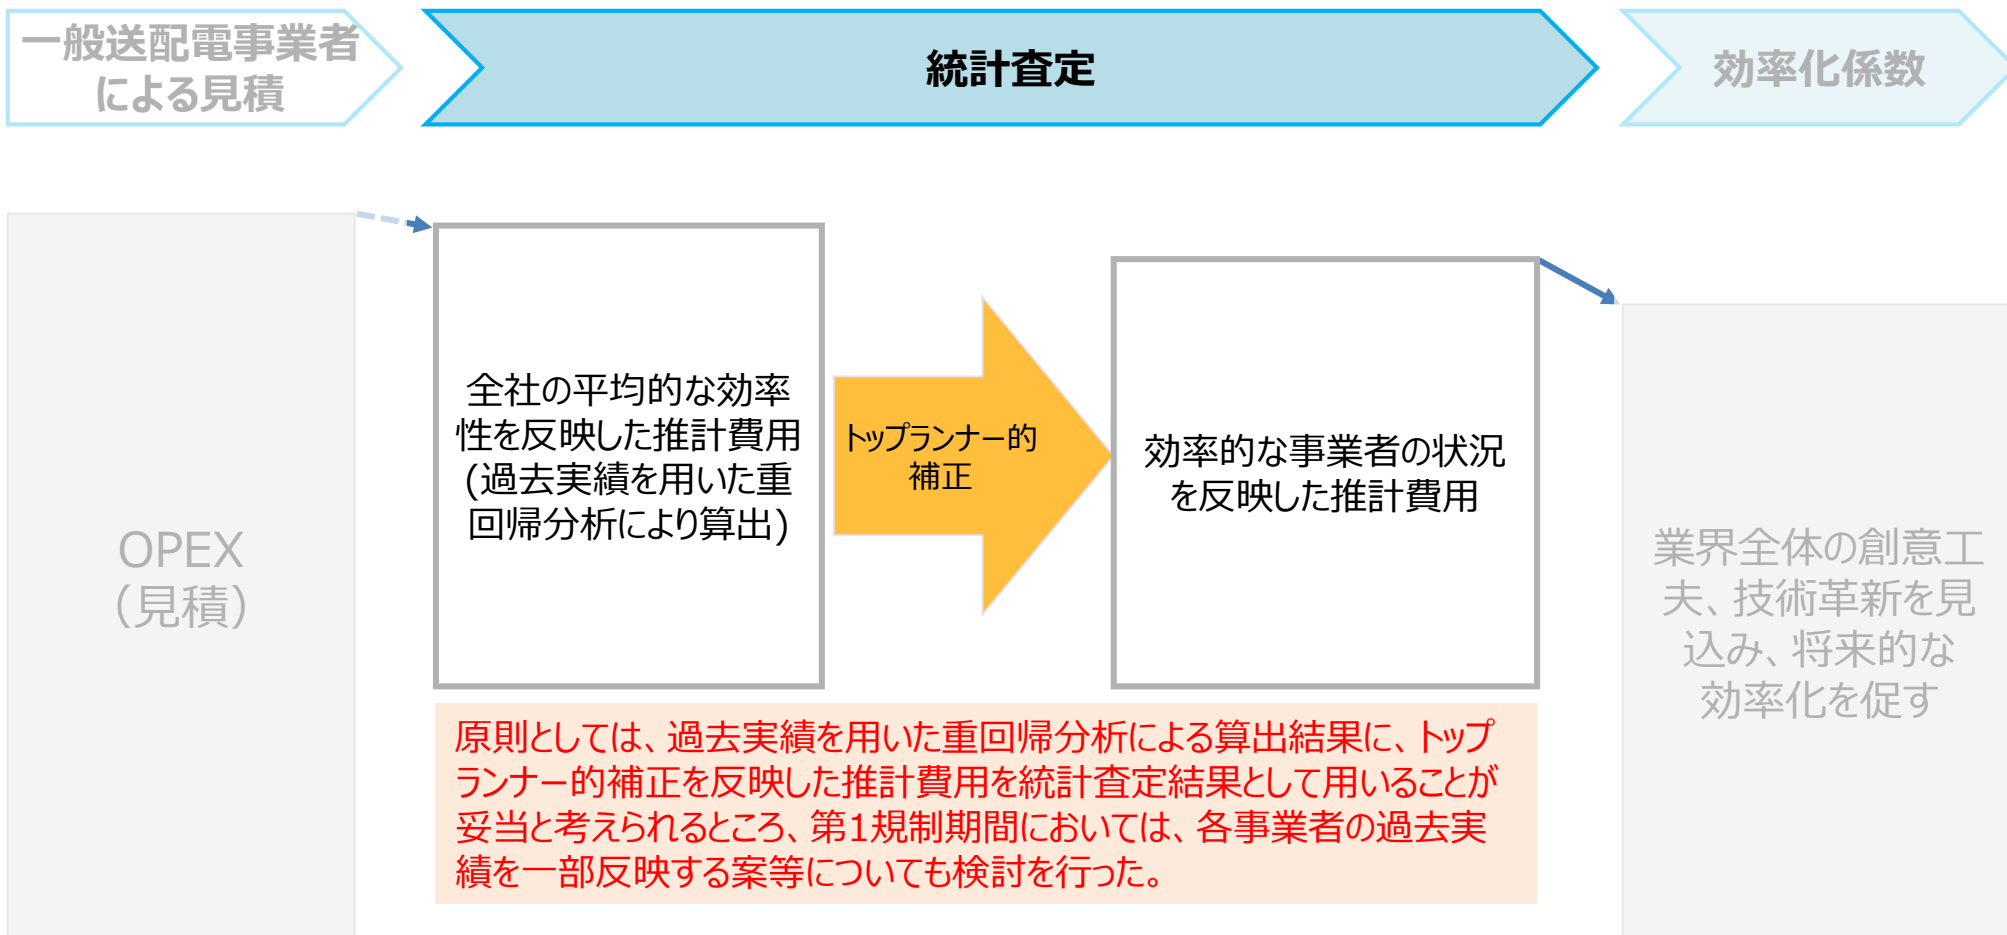 一般送配電事業者
による見積
統計査定
効率化係数
OPEX
（見積）
全社の平均的な効率
性を反映した推計費用
(過去実績を用いた重
回帰分析により算出)
トップランナー的
補正
効率的な事業者の状況
を反映した推計費用
業界全体の創意工
夫、技術革新を見
込み、将来的な
効率化を促す
原則としては、過去実績を用いた重回帰分析による算出結果に、トップ
ランナー的補正を反映した推計費用を統計査定結果として用いることが
妥当と考えられるところ、第1規制期間においては、各事業者の過去実
績を一部反映する案等についても検討を行った。